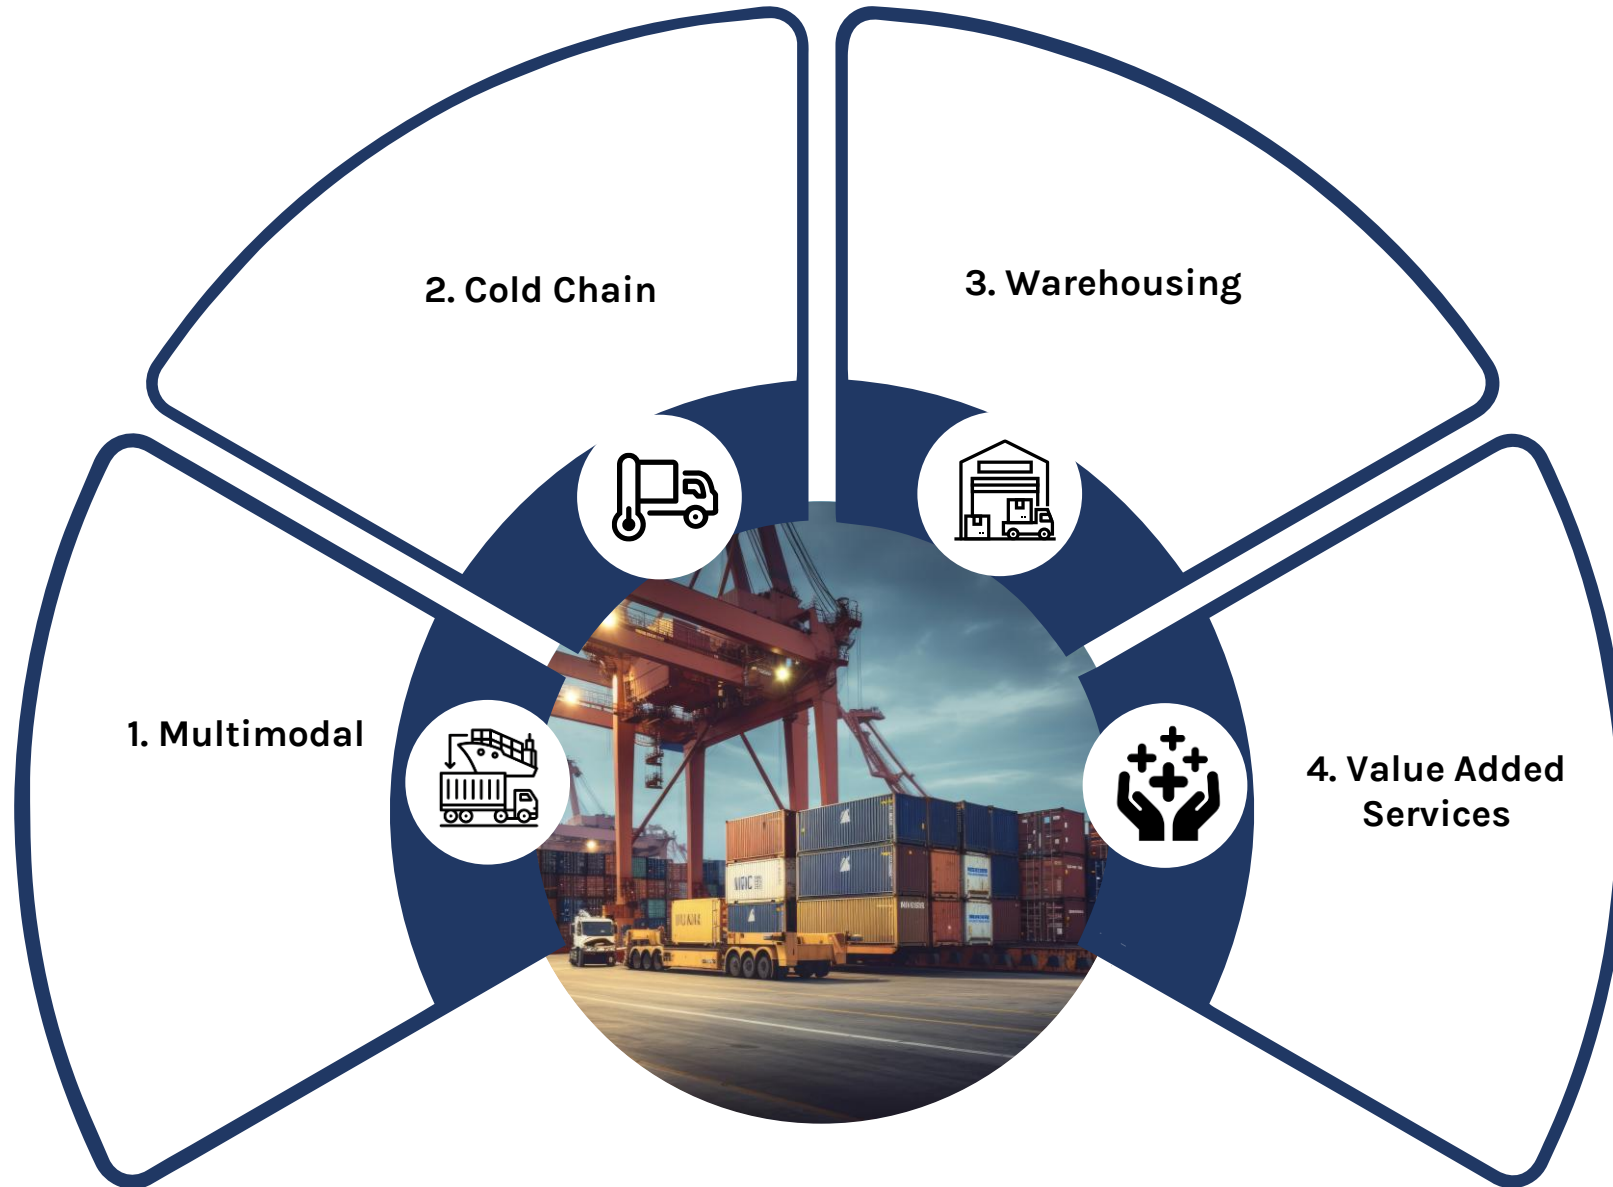 2. Cold Chain
3. Warehousing
1. Multimodal
4. Value Added
Services